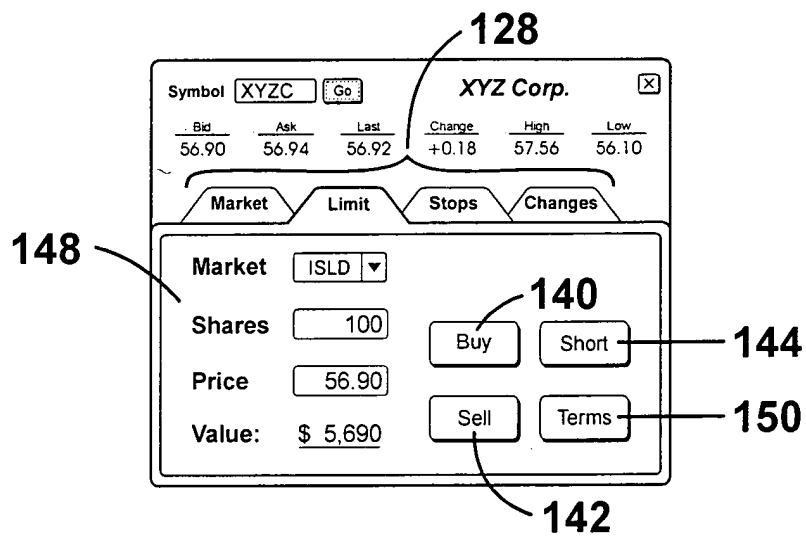 128
Symbol XYZC Go XYZ Corp. X
Bid Ask Last Change High Low
56.90 56.94 56.92 +0.18 57.56 56.10
Market Limit Stops Changes
148
Market ISLD ▼
140
Shares 100
Buy Short
144
Price 56.90
Sell Terms
150
Value: $ 5,690
142